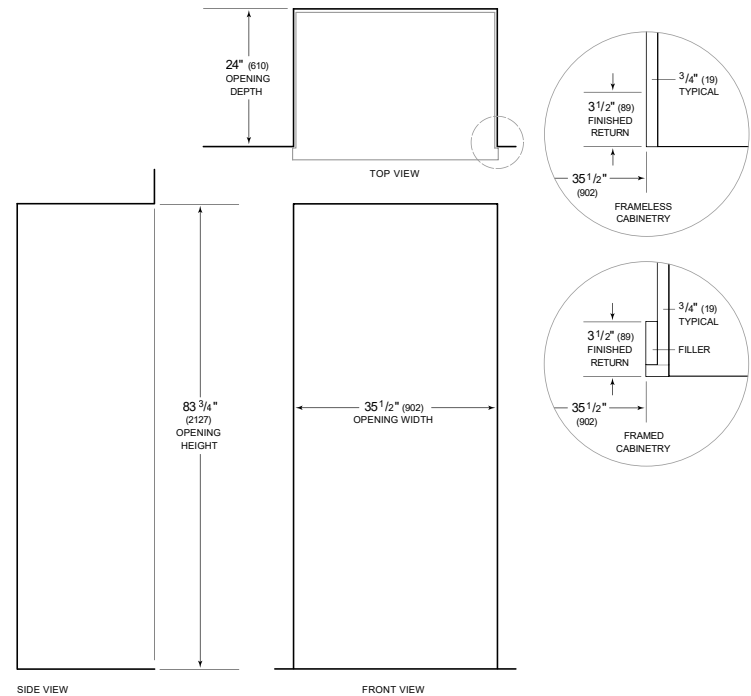 24" (610)
OPENING
DEPTH
TOP VIEW
3/4" (19)
TYPICAL
3 1/2" (89)
FINISHED
RETURN
35 1/2"
(902)
FRAMELESS
CABINETRY
3/4" (19)
TYPICAL
3 1/2" (89)
FINISHED
RETURN
FILLER
35 1/2"
(902)
FRAMED
CABINETRY
83 3/4"
(2127)
OPENING
HEIGHT
35 1/2" (902)
OPENING WIDTH
SIDE VIEW
FRONT VIEW